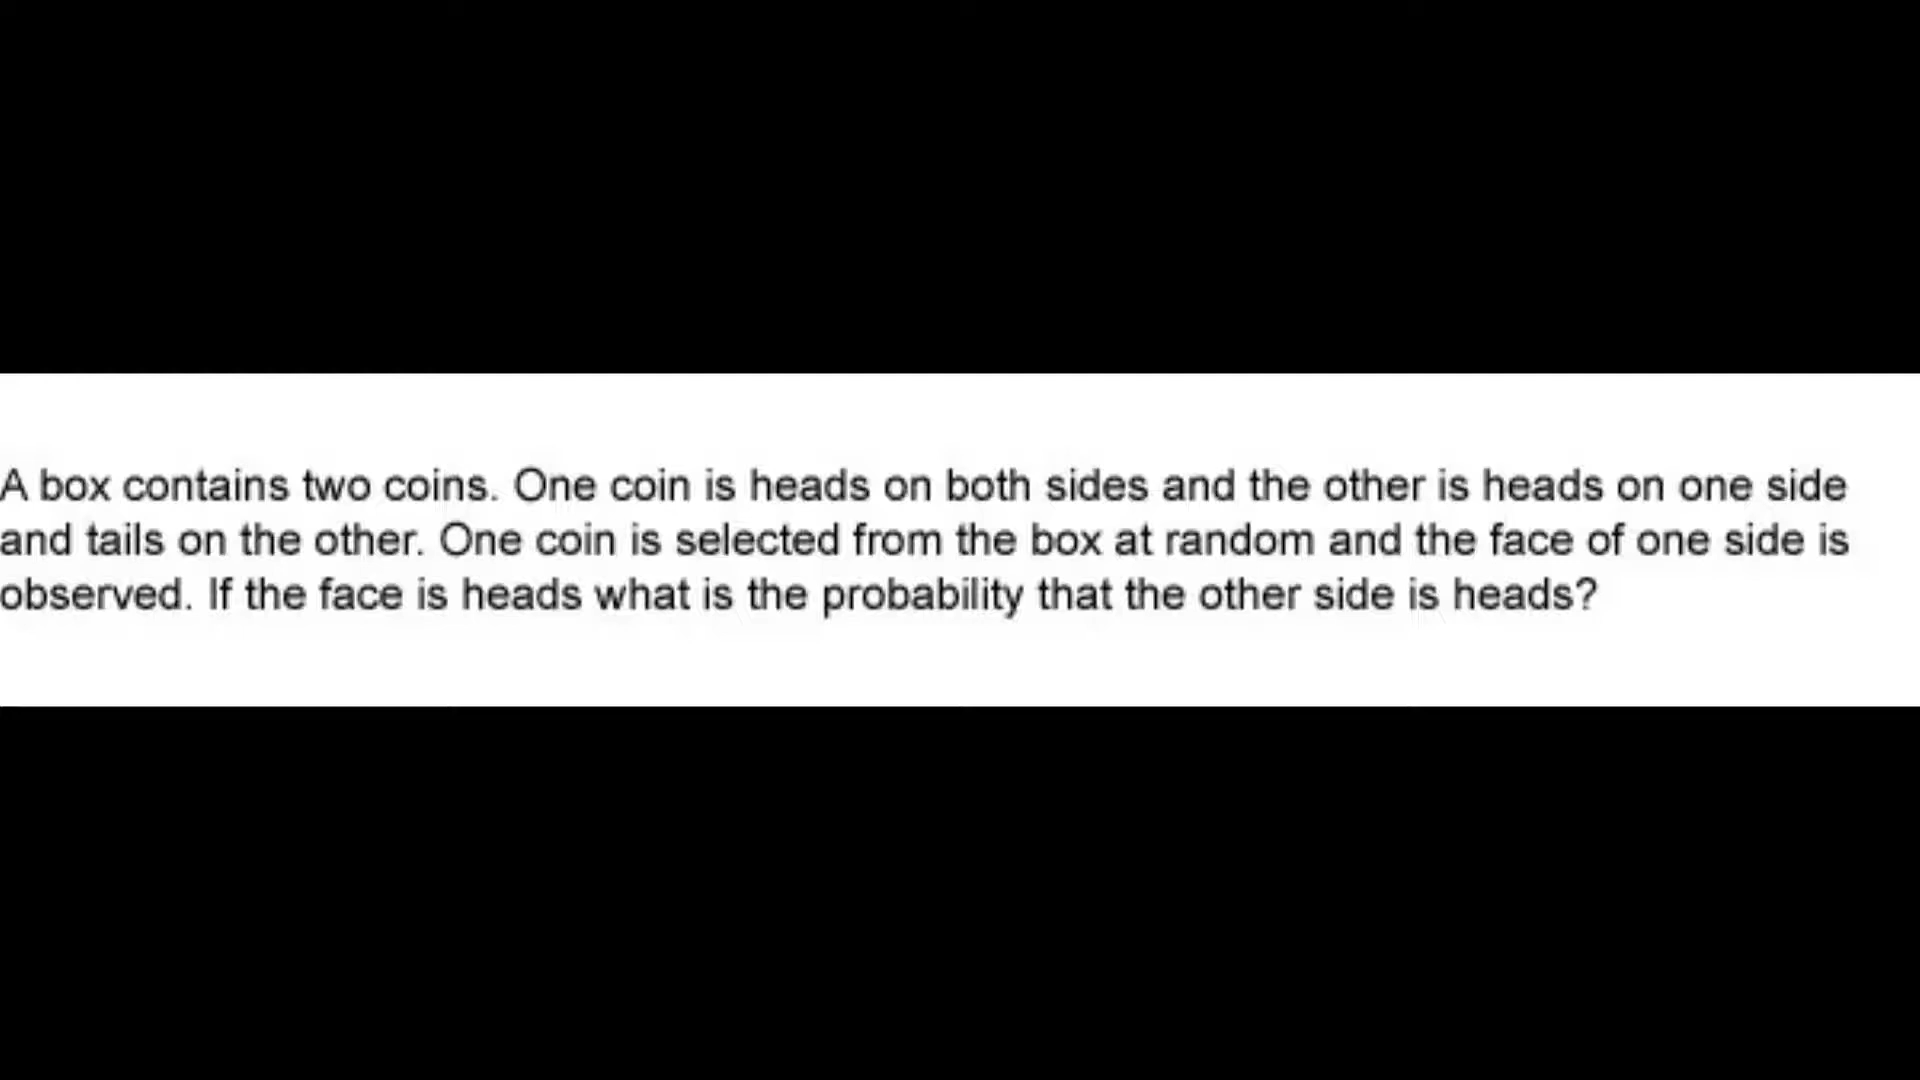 A box contains two coins. One coin is heads on both sides and the other is heads on one side
and tails on the other. One coin is selected from the box at random and the face of one side is
observed. If the face is heads what is the probability that the other side is heads?